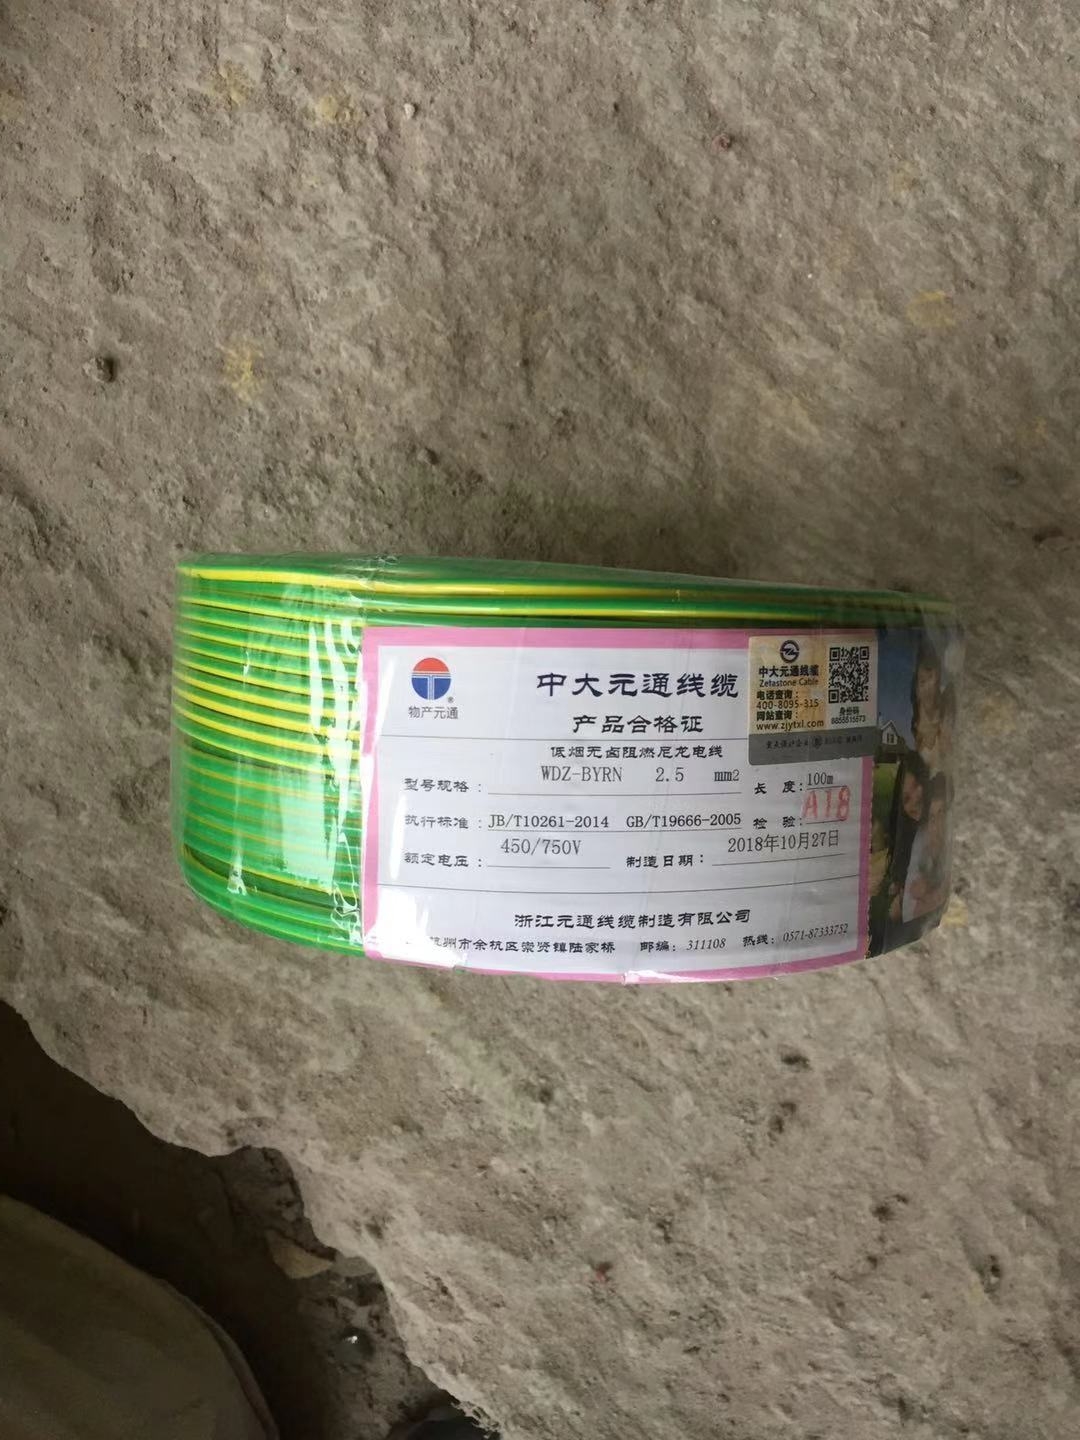 物产元通
®
中大元通线缆
产品合格证
低烟无卤阻燃尼龙电线
型号规格: WDZ-BYRN 2.5 mm2 长度: 100m
执行标准: JB/T10261-2014 GB/T19666-2005 检验: A18
额定电压: 450/750V 制造日期: 2018年10月27日
浙江元通线缆制造有限公司
杭州市余杭区崇贤镇陆家桥 邮编: 311108 热线: 0571-87333752
中大元通线缆
Zetastone Cable
电话查询:
400-8095-315
网站查询:
www.zjytxl.com
身份码